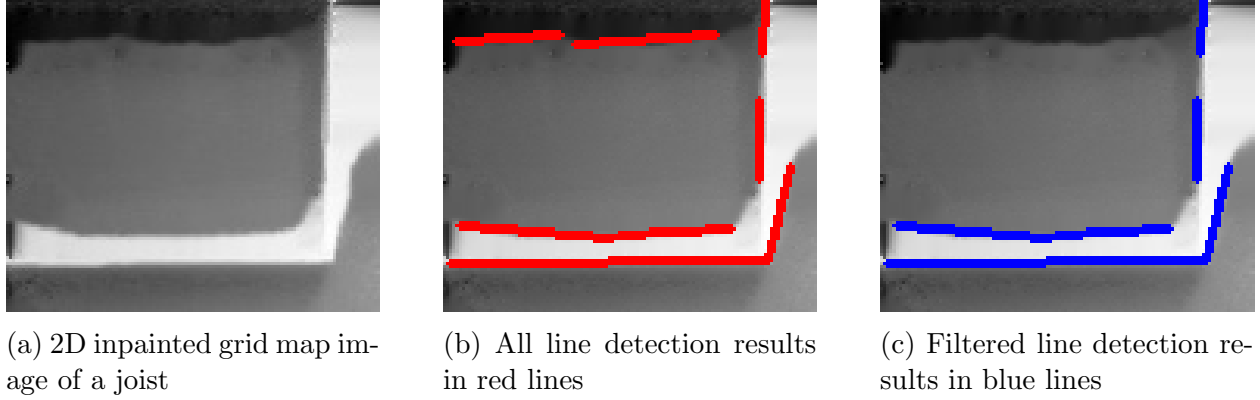 (a) 2D inpainted grid map im-
age of a joist
(b) All line detection results
in red lines
(c) Filtered line detection re-
sults in blue lines